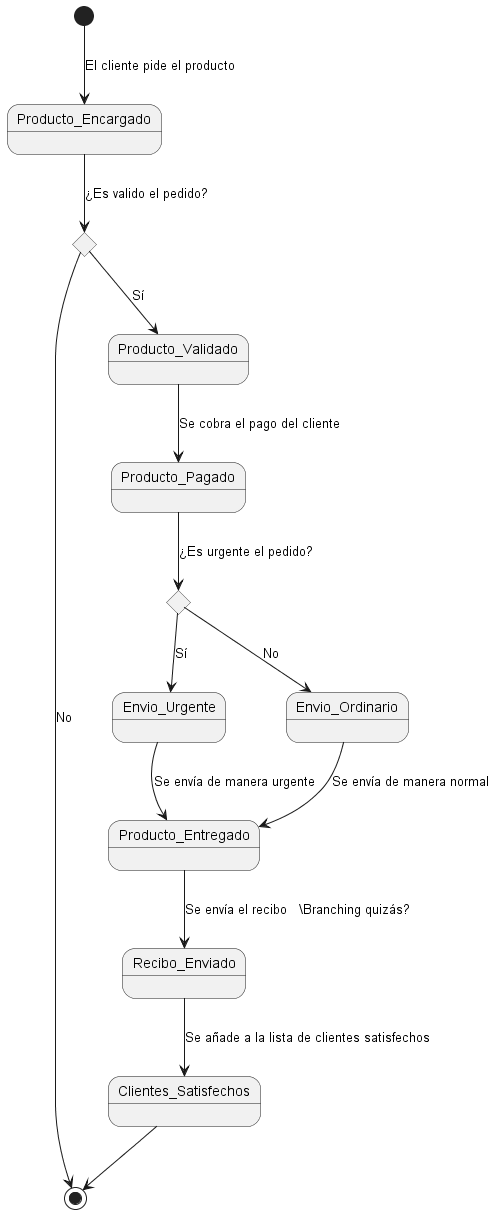 El cliente pide el producto
Producto_Encargado
¿Es valido el pedido?
Sí
Producto_Validado
Se cobra el pago del cliente
Producto_Pagado
¿Es urgente el pedido?
Sí
No
Envio_Urgente
Envio_Ordinario
No
Se envía de manera urgente
Se envía de manera normal
Producto_Entregado
Se envía el recibo \Branching quizás?
Recibo_Enviado
Se añade a la lista de clientes satisfechos
Clientes_Satisfechos